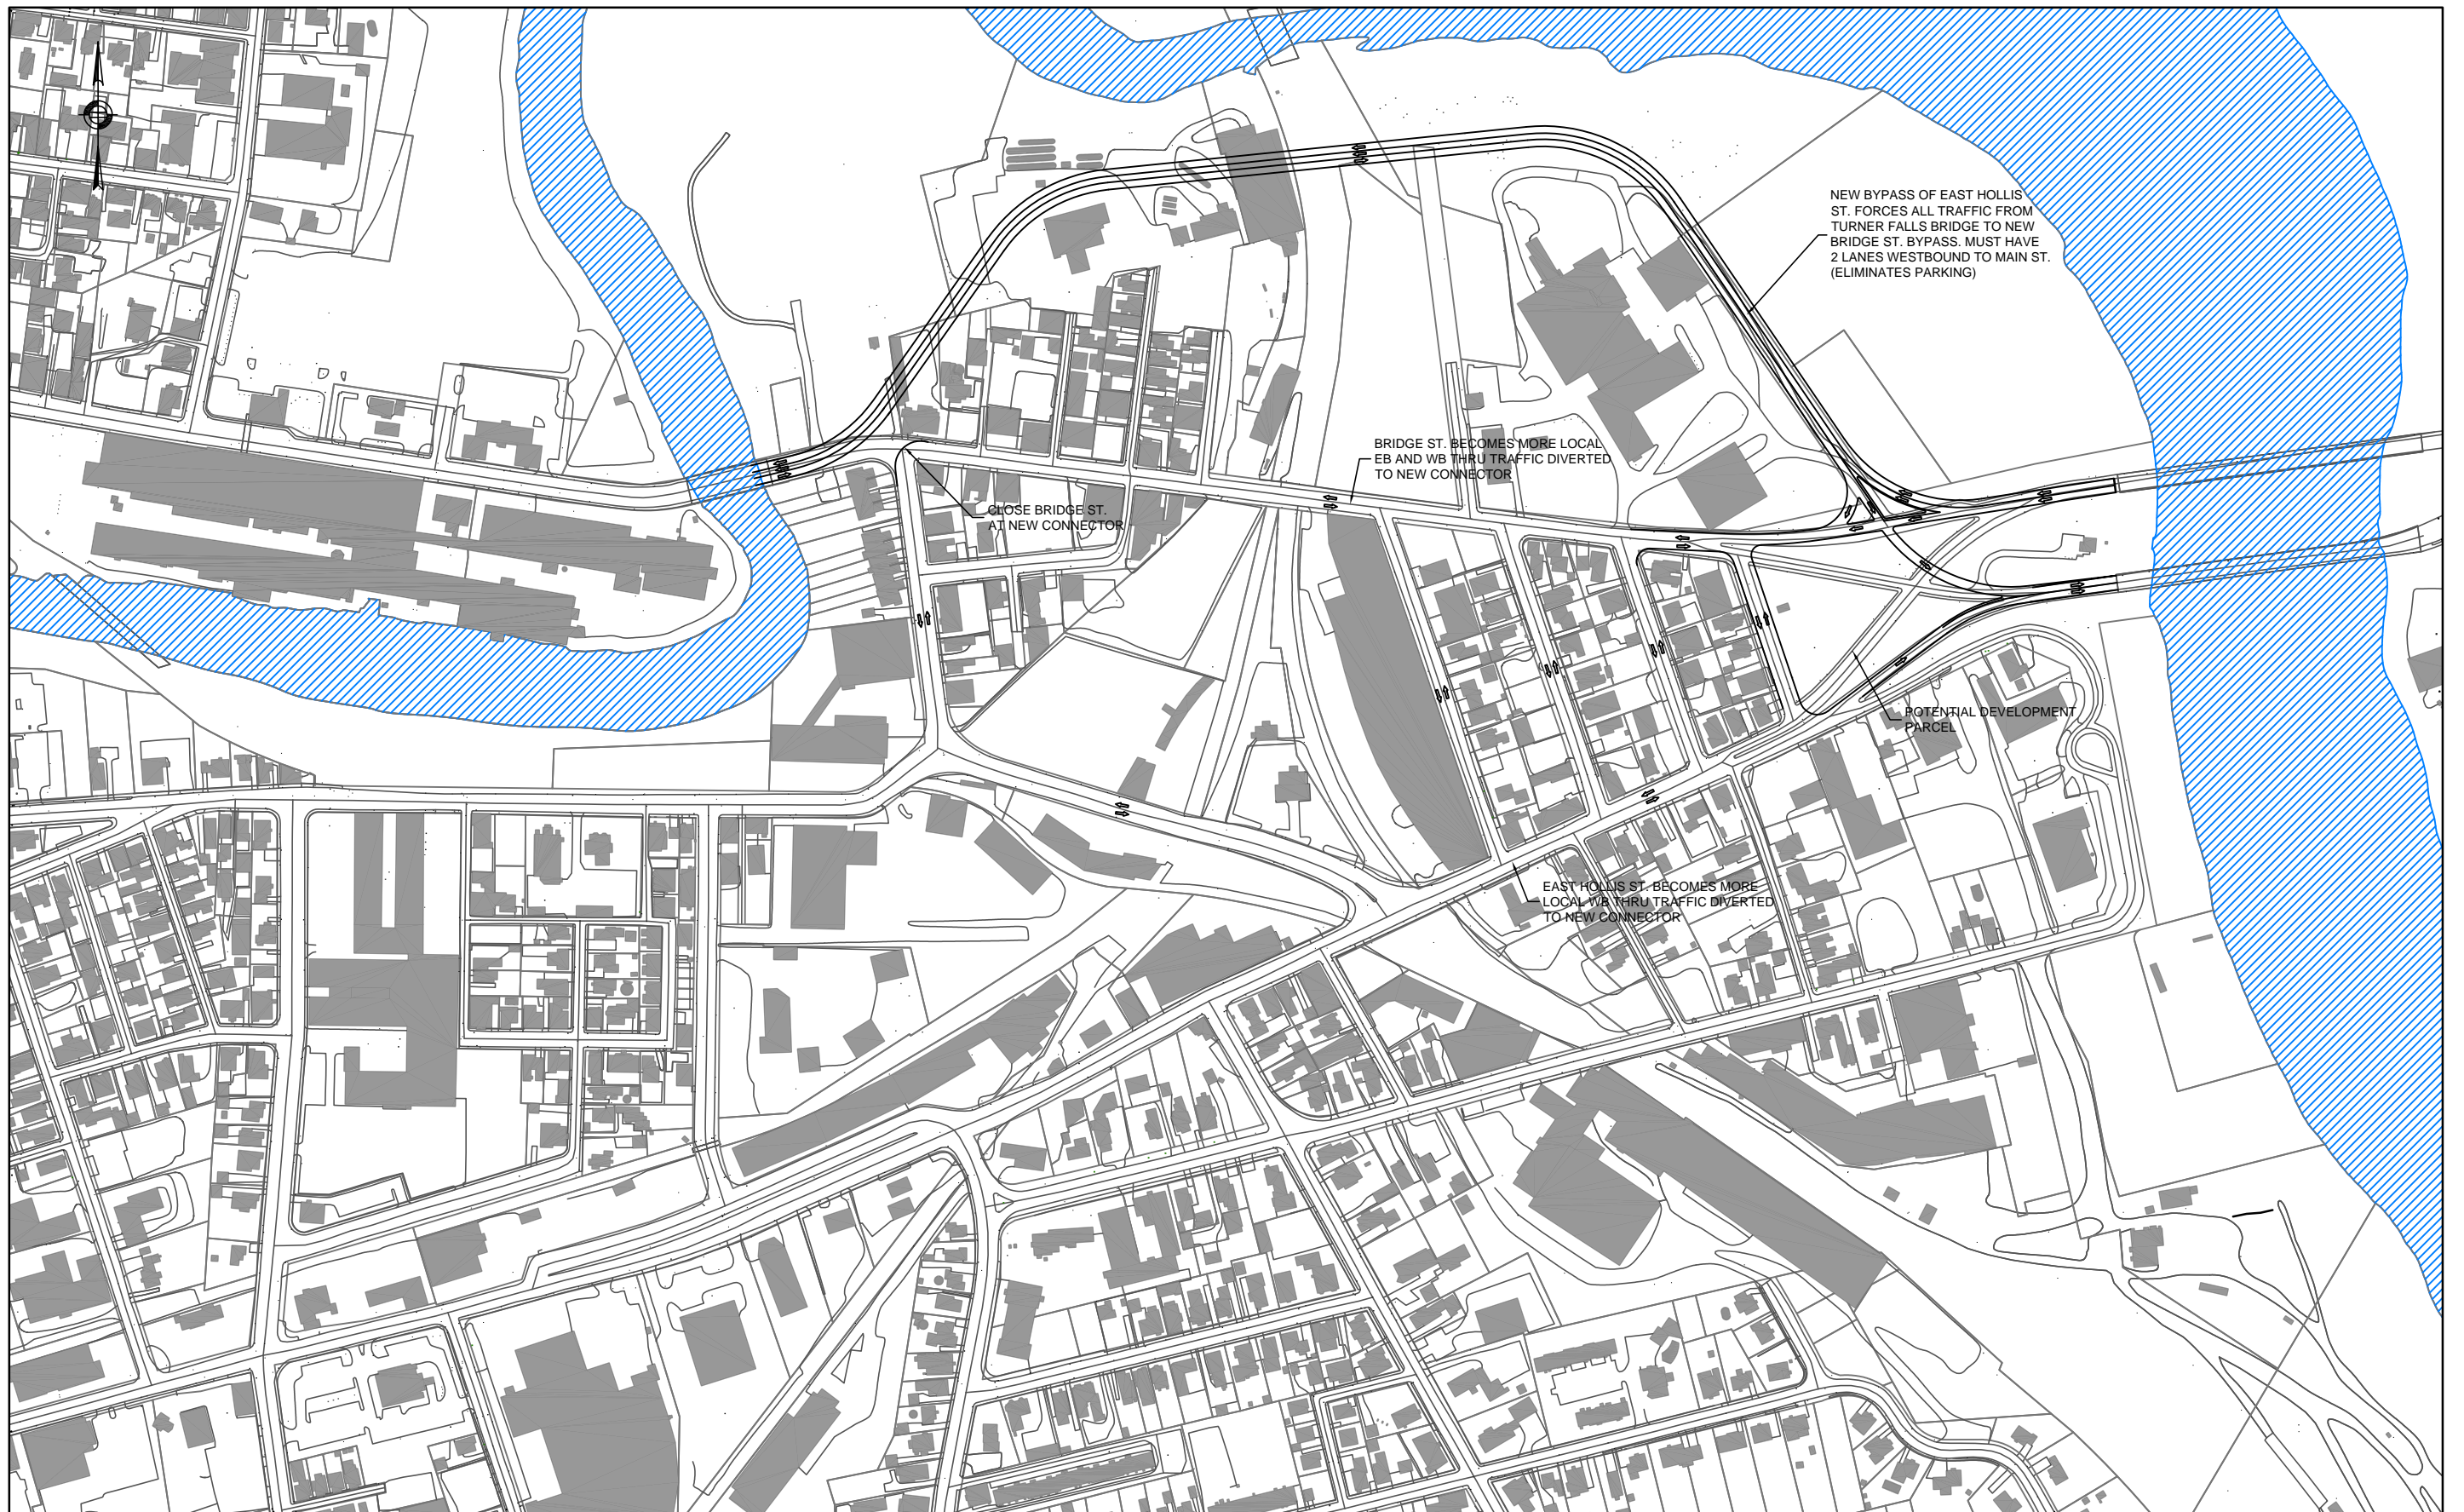 NEW BYPASS OF EAST HOLLIS
ST. FORCES ALL TRAFFIC FROM
TURNER FALLS BRIDGE TO NEW
BRIDGE ST. BYPASS. MUST HAVE
2 LANES WESTBOUND TO MAIN ST.
(ELIMINATES PARKING)
BRIDGE ST. BECOMES MORE LOCAL
EB AND WB THRU TRAFFIC DIVERTED
TO NEW CONNECTOR
CLOSE BRIDGE ST.
AT NEW CONNECTOR
POTENTIAL DEVELOPMENT
PARCEL
EAST HOLLIS ST. BECOMES MORE
LOCAL WB THRU TRAFFIC DIVERTED
TO NEW CONNECTOR